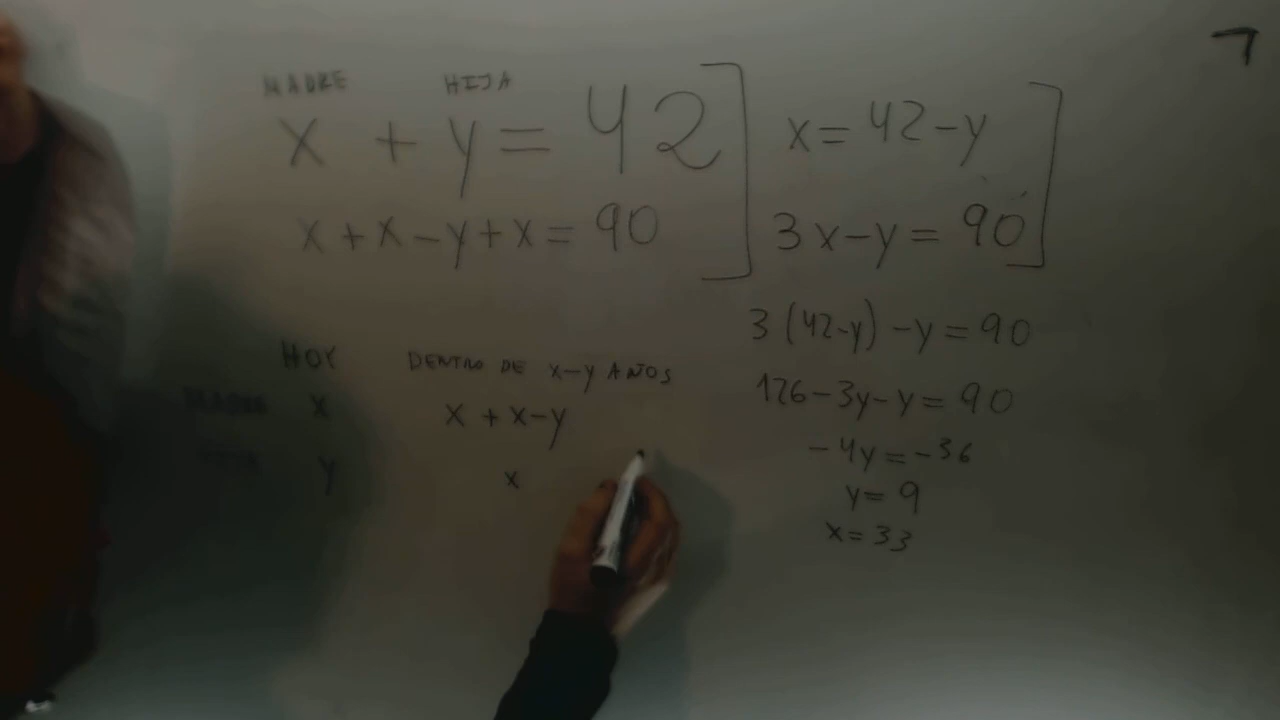 MADRE HIJA
x + y = 42
x + x - y + x = 90
x = 42 - y
3x - y = 90
3(42-y) - y = 90
126 - 3y - y = 90
-4y = -36
y = 9
x = 33
HOY DENTRO DE x-y AÑOS
MADRE x x + x-y
y x